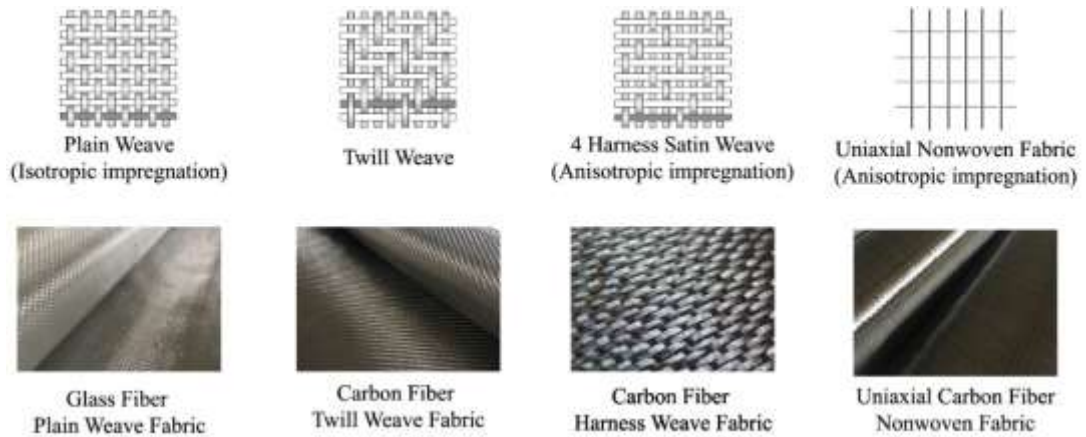 Plain Weave
(Isotropic impregnation)
Twill Weave
4 Harness Satin Weave
(Anisotropic impregnation)
Uniaxial Nonwoven Fabric
(Anisotropic impregnation)
Glass Fiber
Plain Weave Fabric
Carbon Fiber
Twill Weave Fabric
Carbon Fiber
Harness Weave Fabric
Uniaxial Carbon Fiber
Nonwoven Fabric